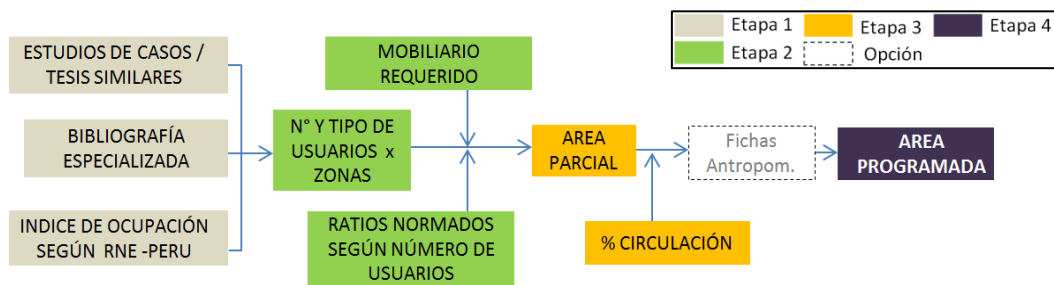 ESTUDIOS DE CASOS /
TESIS SIMILARES
BIBLIOGRAFÍA
ESPECIALIZADA
INDICE DE OCUPACIÓN
SEGÚN RNE -PERU
N° Y TIPO DE
USUARIOS x
ZONAS
MOBILIARIO
REQUERIDO
RATIOS NORMADOS
SEGÚN NÚMERO DE
USUARIOS
AREA
PARCIAL
% CIRCULACIÓN
Fichas
Antropom.
AREA
PROGRAMADA
Etapa 1
Etapa 3
Etapa 4
Etapa 2
Opción